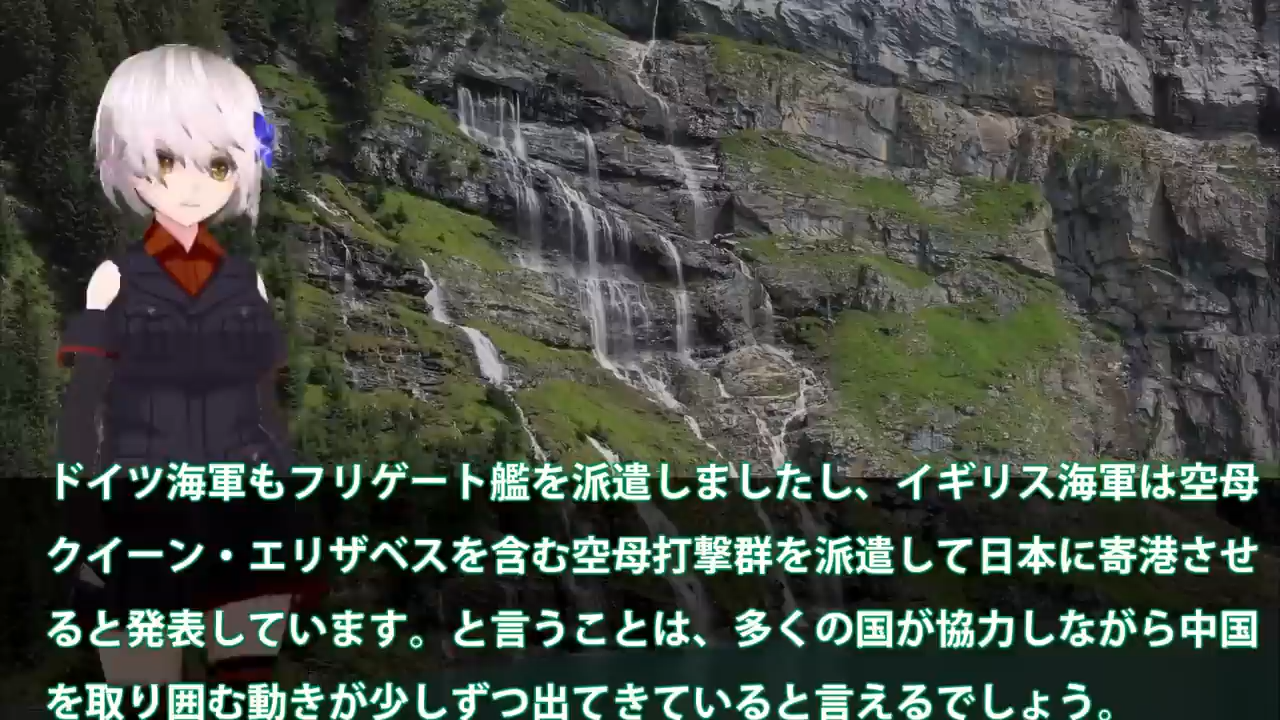 ドイツ海軍もフリゲート艦を派遣しましたし、イギリス海軍は空母
クイーン・エリザベスを含む空母打撃群を派遣して日本に寄港させ
ると発表しています。と言うことは、多くの国が協力しながら中国
を取り囲む動きが少しずつ出てきていると言えるでしょう。